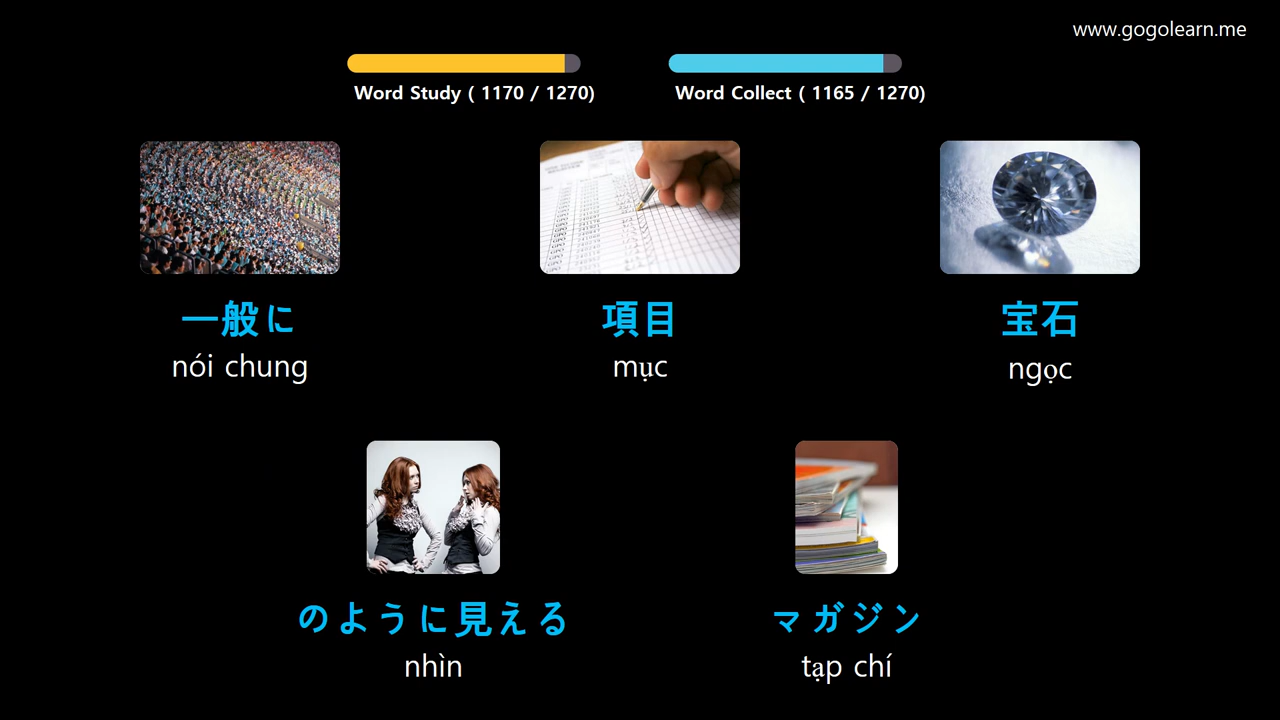 www.gogolearn.me
Word Study ( 1170 / 1270)
Word Collect ( 1165 / 1270)
一般に
nói chung
項目
mục
宝石
ngọc
のように見える
nhìn
マガジン
tạp chí